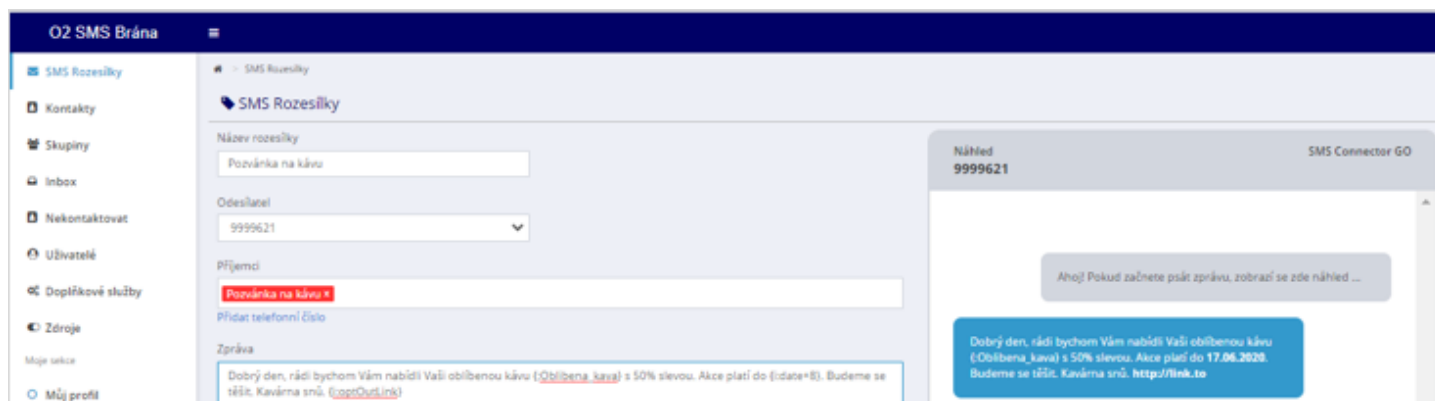 O2 SMS Brána
SMS Rozesílky
Kontakty
Skupiny
Inbox
Nekontaktovat
Uživatelé
Doplňkové služby
Zdroje
Moje sekce
Můj profil
> SMS Rozesílky
SMS Rozesílky
Název rozesílky
Pozvánka na kávu
Odesílatel
9999621
Příjemci
Pozvánka na kávu ×
Přidat telefonní číslo
Zpráva
Dobrý den, rádi bychom Vám nabídli Vaši oblíbenou kávu {:Oblibena_kava} s 50% slevou. Akce platí do {:date+8}. Budeme se
těšit. Kavárna snů. {:optOutLink}
Náhled
SMS Connector GO
9999621
Ahoj! Pokud začnete psát zprávu, zobrazí se zde náhled ...
Dobrý den, rádi bychom Vám nabídli Vaši oblíbenou kávu
{:Oblibena_kava} s 50% slevou. Akce platí do 17.06.2020.
Budeme se těšit. Kavárna snů. http://link.to